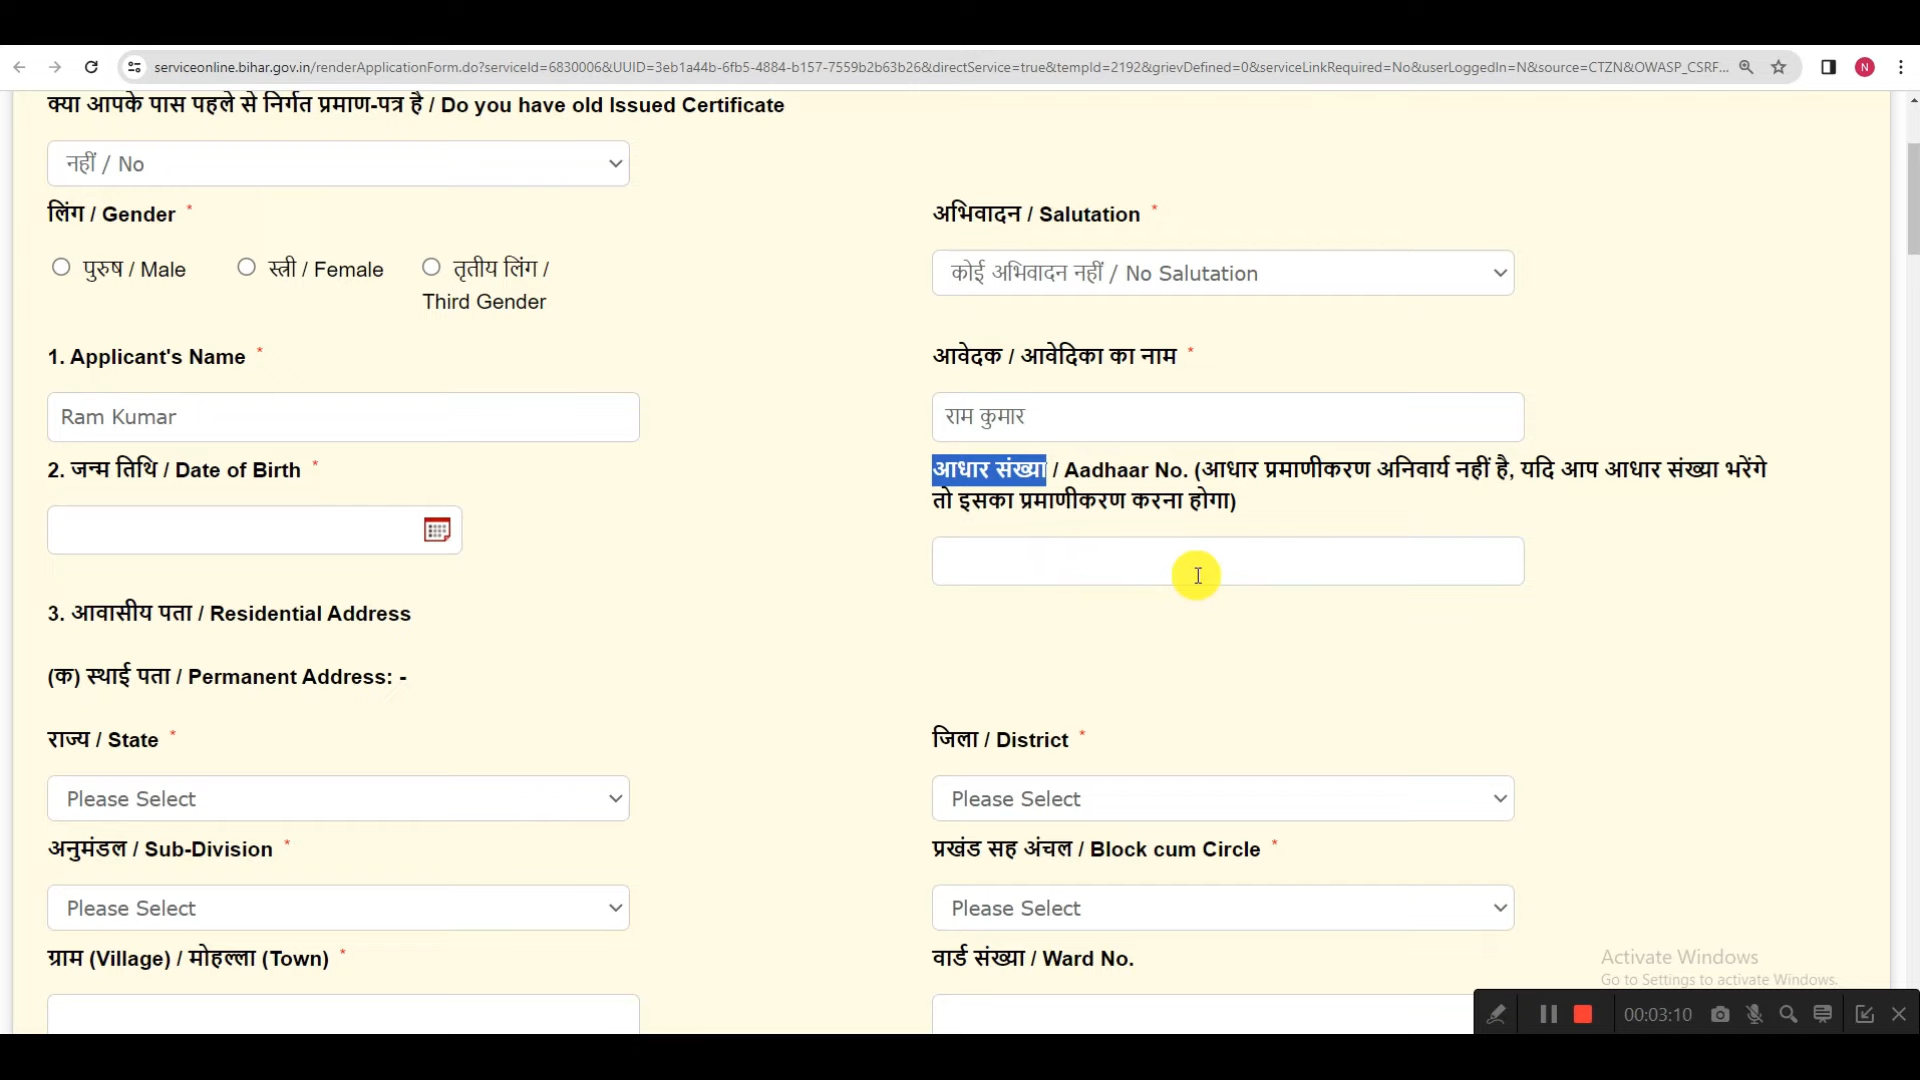 serviceonline.bihar.gov.in/renderApplicationForm.do?serviceId=6830006&UUID=3eb1a44b-6fb5-4884-b157-7559b2b63b26&directService=true&tempId=2192&grievDefined=0&serviceLinkRequired=No&userLoggedIn=N&source=CTZN&OWASP_CSRF...
N
क्या आपके पास पहले से निर्गत प्रमाण-पत्र है / Do you have old Issued Certificate
नहीं / No
लिंग / Gender *
अभिवादन / Salutation *
पुरुष / Male
स्त्री / Female
तृतीय लिंग /
Third Gender
कोई अभिवादन नहीं / No Salutation
1. Applicant's Name *
आवेदक / आवेदिका का नाम *
Ram Kumar
राम कुमार
2. जन्म तिथि / Date of Birth *
आधार संख्या / Aadhaar No. (आधार प्रमाणीकरण अनिवार्य नहीं है, यदि आप आधार संख्या भरेंगे
तो इसका प्रमाणीकरण करना होगा)
3. आवासीय पता / Residential Address
(क) स्थाई पता / Permanent Address: -
राज्य / State *
जिला / District *
Please Select
Please Select
अनुमंडल / Sub-Division *
प्रखंड सह अंचल / Block cum Circle *
Please Select
Please Select
ग्राम (Village) / मोहल्ला (Town) *
वार्ड संख्या / Ward No.
Activate Windows
Go to Settings to activate Windows.
00:03:10